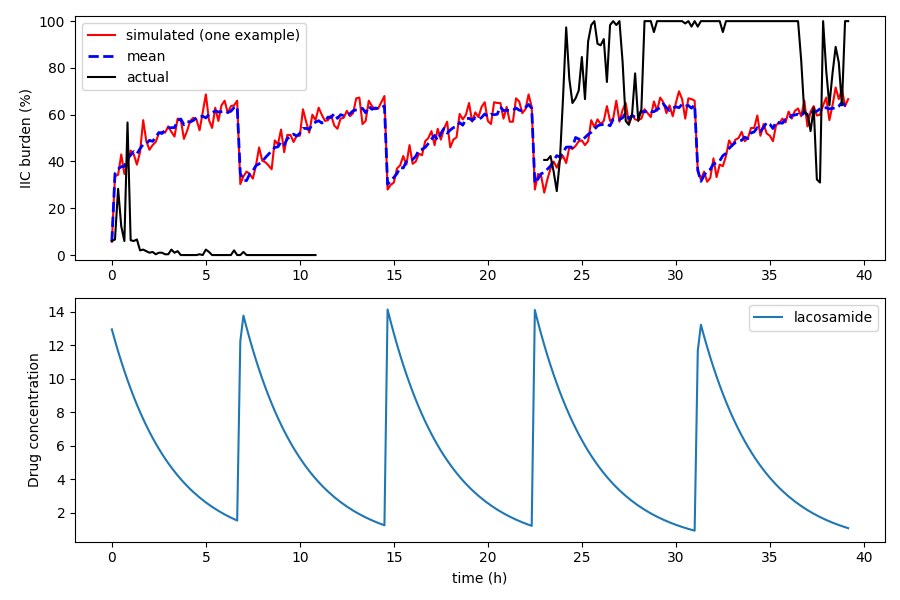 100
80
60
40
20
0
IIC burden (%)
simulated (one example)
mean
actual
0 5 10 15 20 25 30 35 40
14
12
10
8
6
4
2
Drug concentration
lacosamide
0 5 10 15 20 25 30 35 40
time (h)